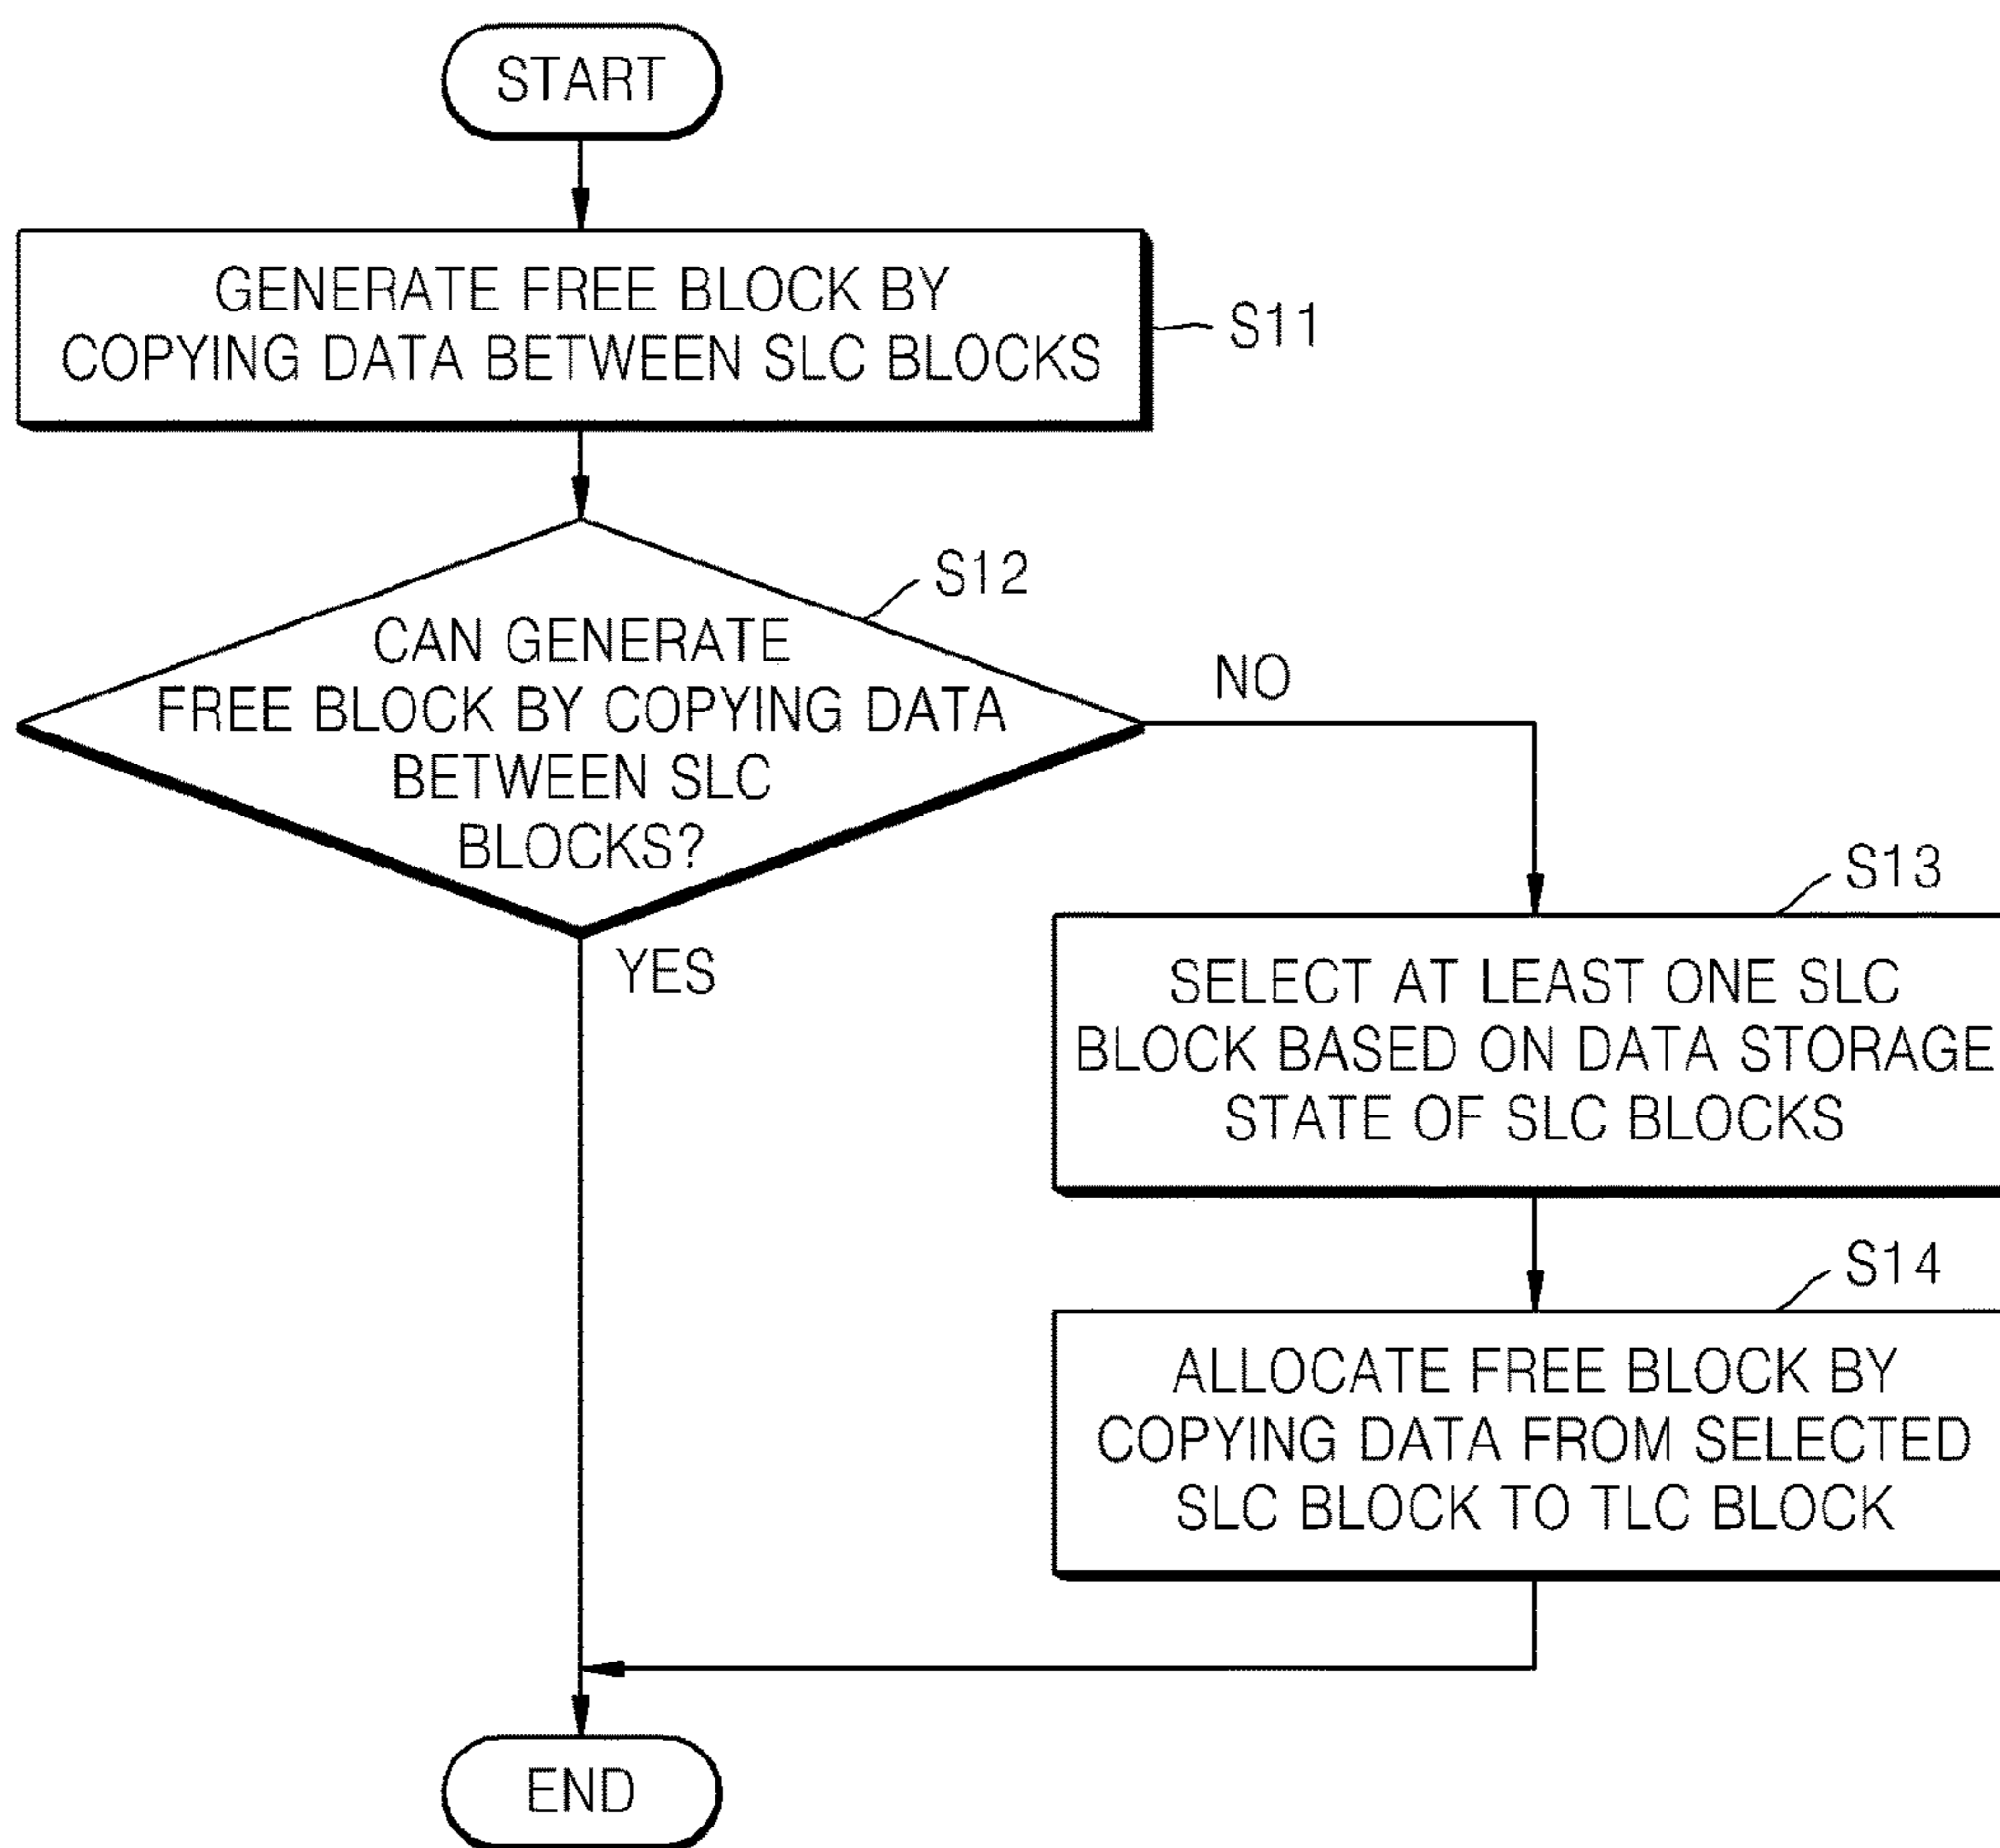 START
GENERATE FREE BLOCK BY
COPYING DATA BETWEEN SLC BLOCKS
S11
S12
CAN GENERATE
FREE BLOCK BY COPYING DATA
BETWEEN SLC
BLOCKS?
NO
YES
S13
SELECT AT LEAST ONE SLC
BLOCK BASED ON DATA STORAGE
STATE OF SLC BLOCKS
S14
ALLOCATE FREE BLOCK BY
COPYING DATA FROM SELECTED
SLC BLOCK TO TLC BLOCK
END